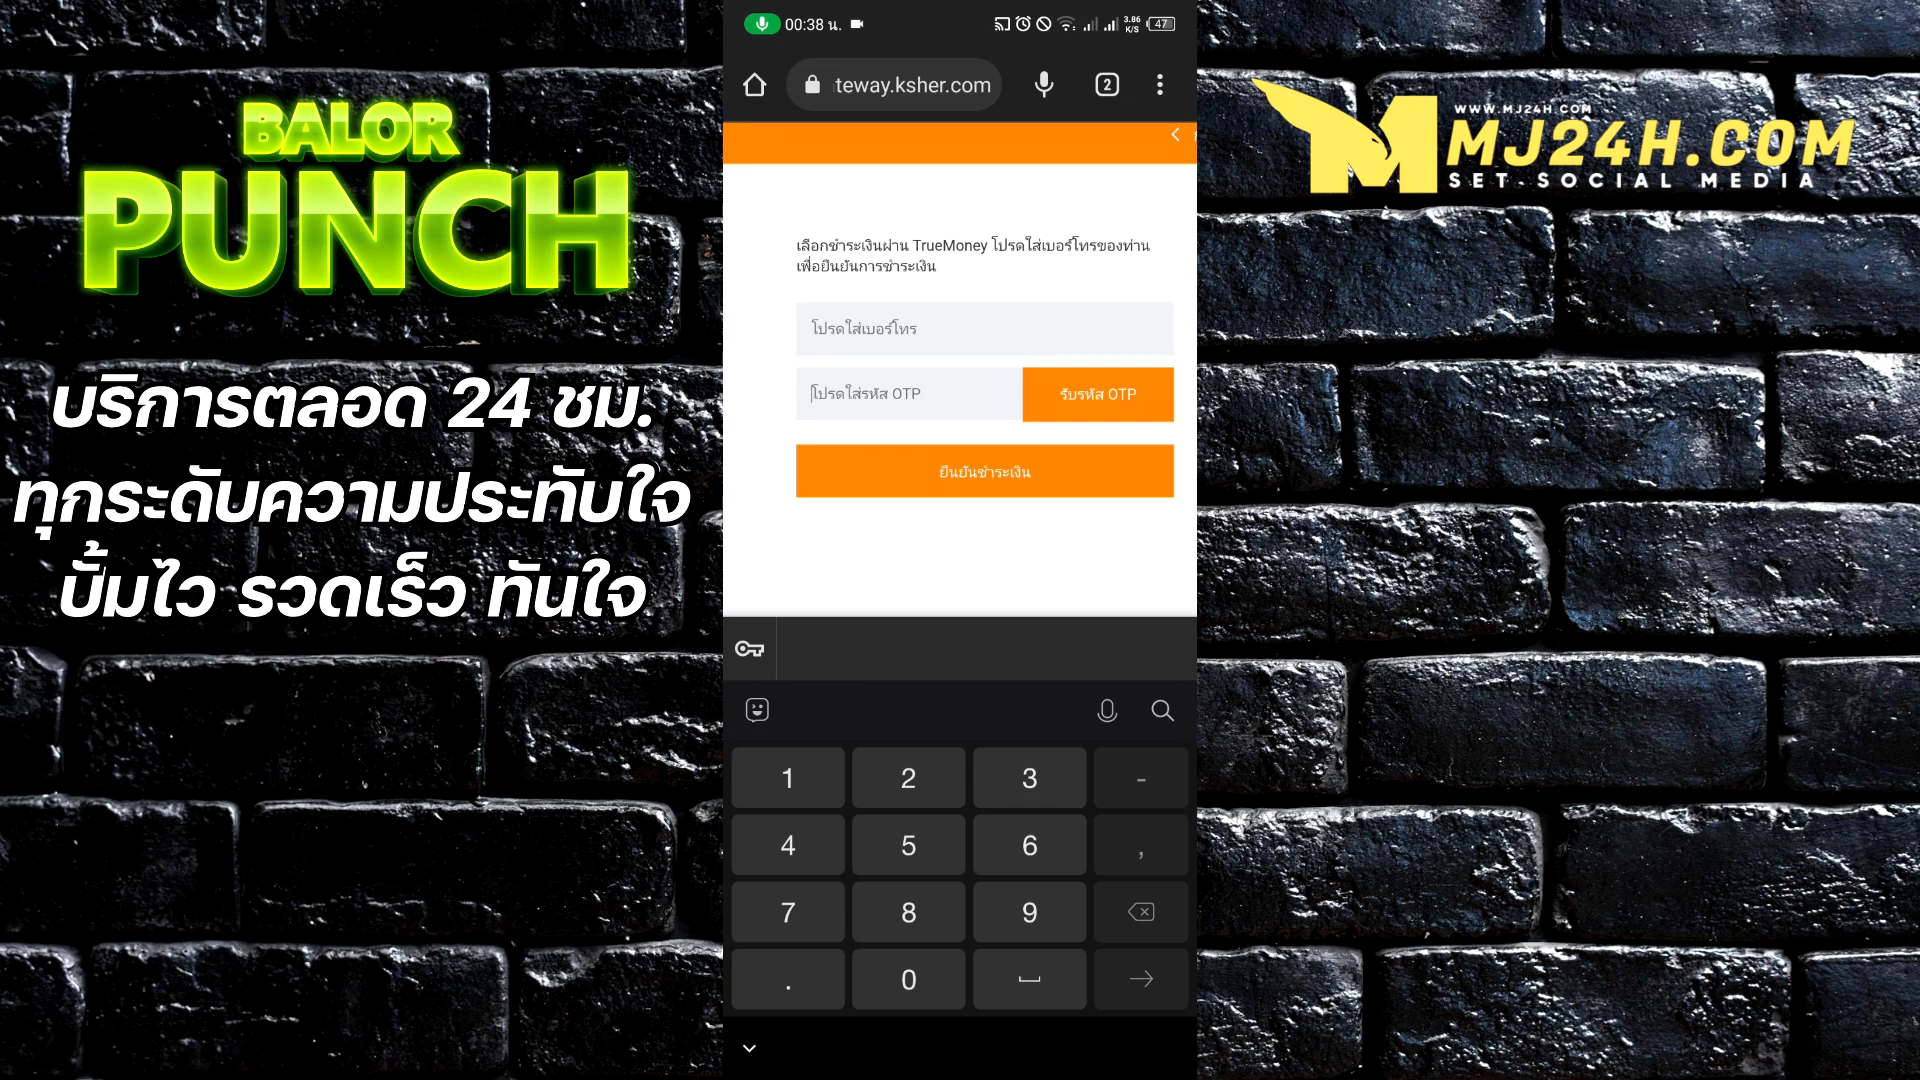 BALOR
PUNCH
บริการตลอด 24 ชม.
ทุกระดับความประทับใจ
ปั้มไว รวดเร็ว ทันใจ
00:38 น.
3.86
K/S
47
teway.ksher.com
2
เลือกชำระเงินผ่าน TrueMoney โปรดใส่เบอร์โทรของท่าน
เพื่อยืนยันการชำระเงิน
โปรดใส่เบอร์โทร
โปรดใส่รหัส OTP
รับรหัส OTP
ยืนยันชำระเงิน
1 2 3 -
4 5 6 ,
7 8 9
. 0
WWW.MJ24H.COM
MJ24H.COM
SET SOCIAL MEDIA